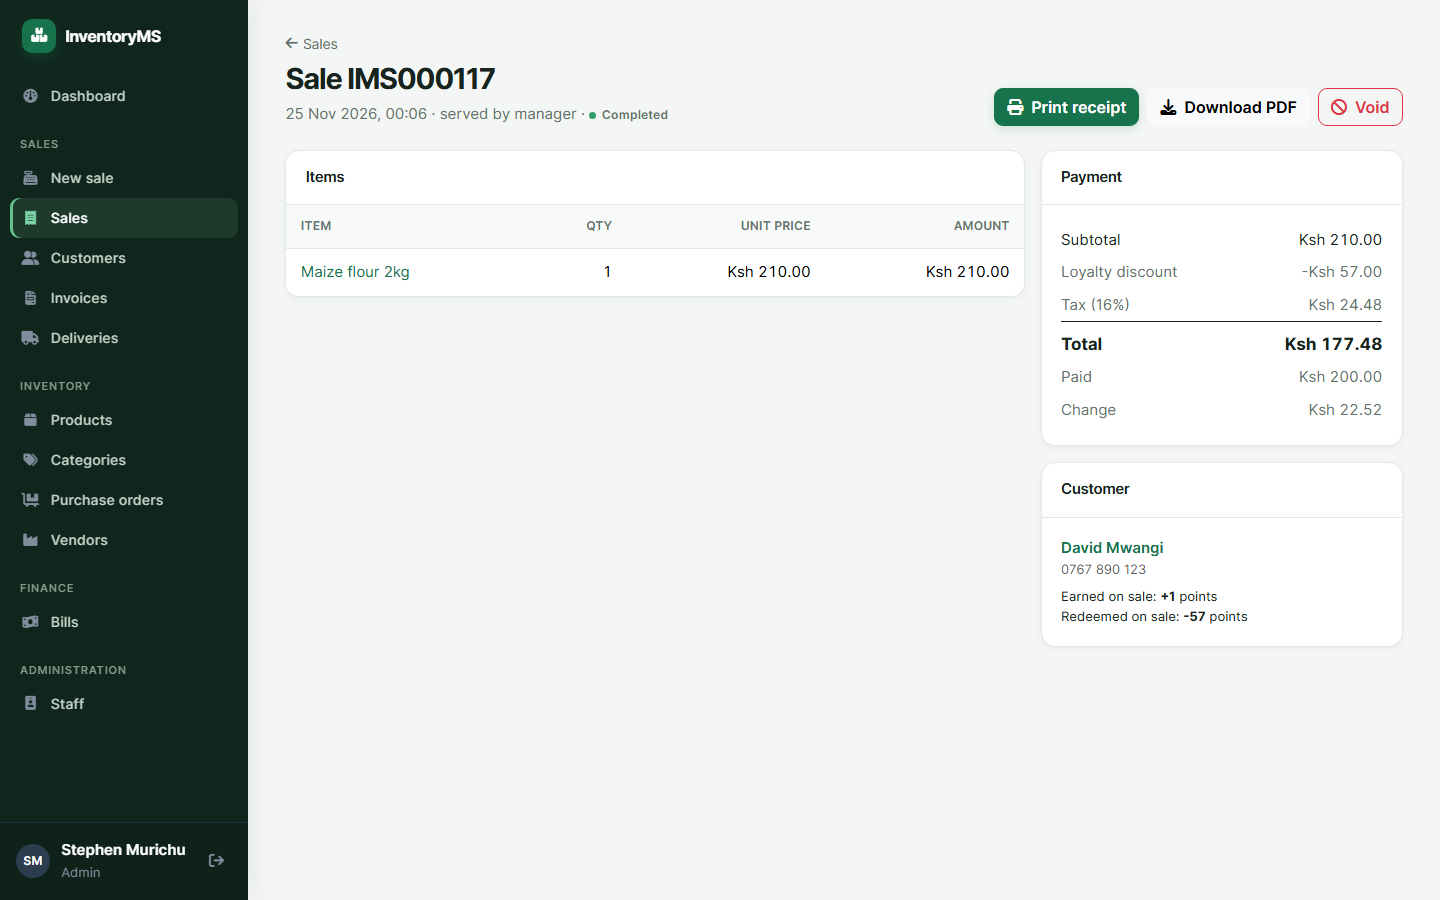 InventoryMS
Dashboard
SALES
New sale
Sales
Customers
Invoices
Deliveries
INVENTORY
Products
Categories
Purchase orders
Vendors
FINANCE
Bills
ADMINISTRATION
Staff
SM
Stephen Murichu
Admin
Sales
Sale IMS000117
25 Nov 2026, 00:06 · served by manager · Completed
Print receipt
Download PDF
Void
Items
ITEM QTY UNIT PRICE AMOUNT
Maize flour 2kg 1 Ksh 210.00 Ksh 210.00
Payment
Subtotal Ksh 210.00
Loyalty discount -Ksh 57.00
Tax (16%) Ksh 24.48
Total Ksh 177.48
Paid Ksh 200.00
Change Ksh 22.52
Customer
David Mwangi
0767 890 123
Earned on sale: +1 points
Redeemed on sale: -57 points